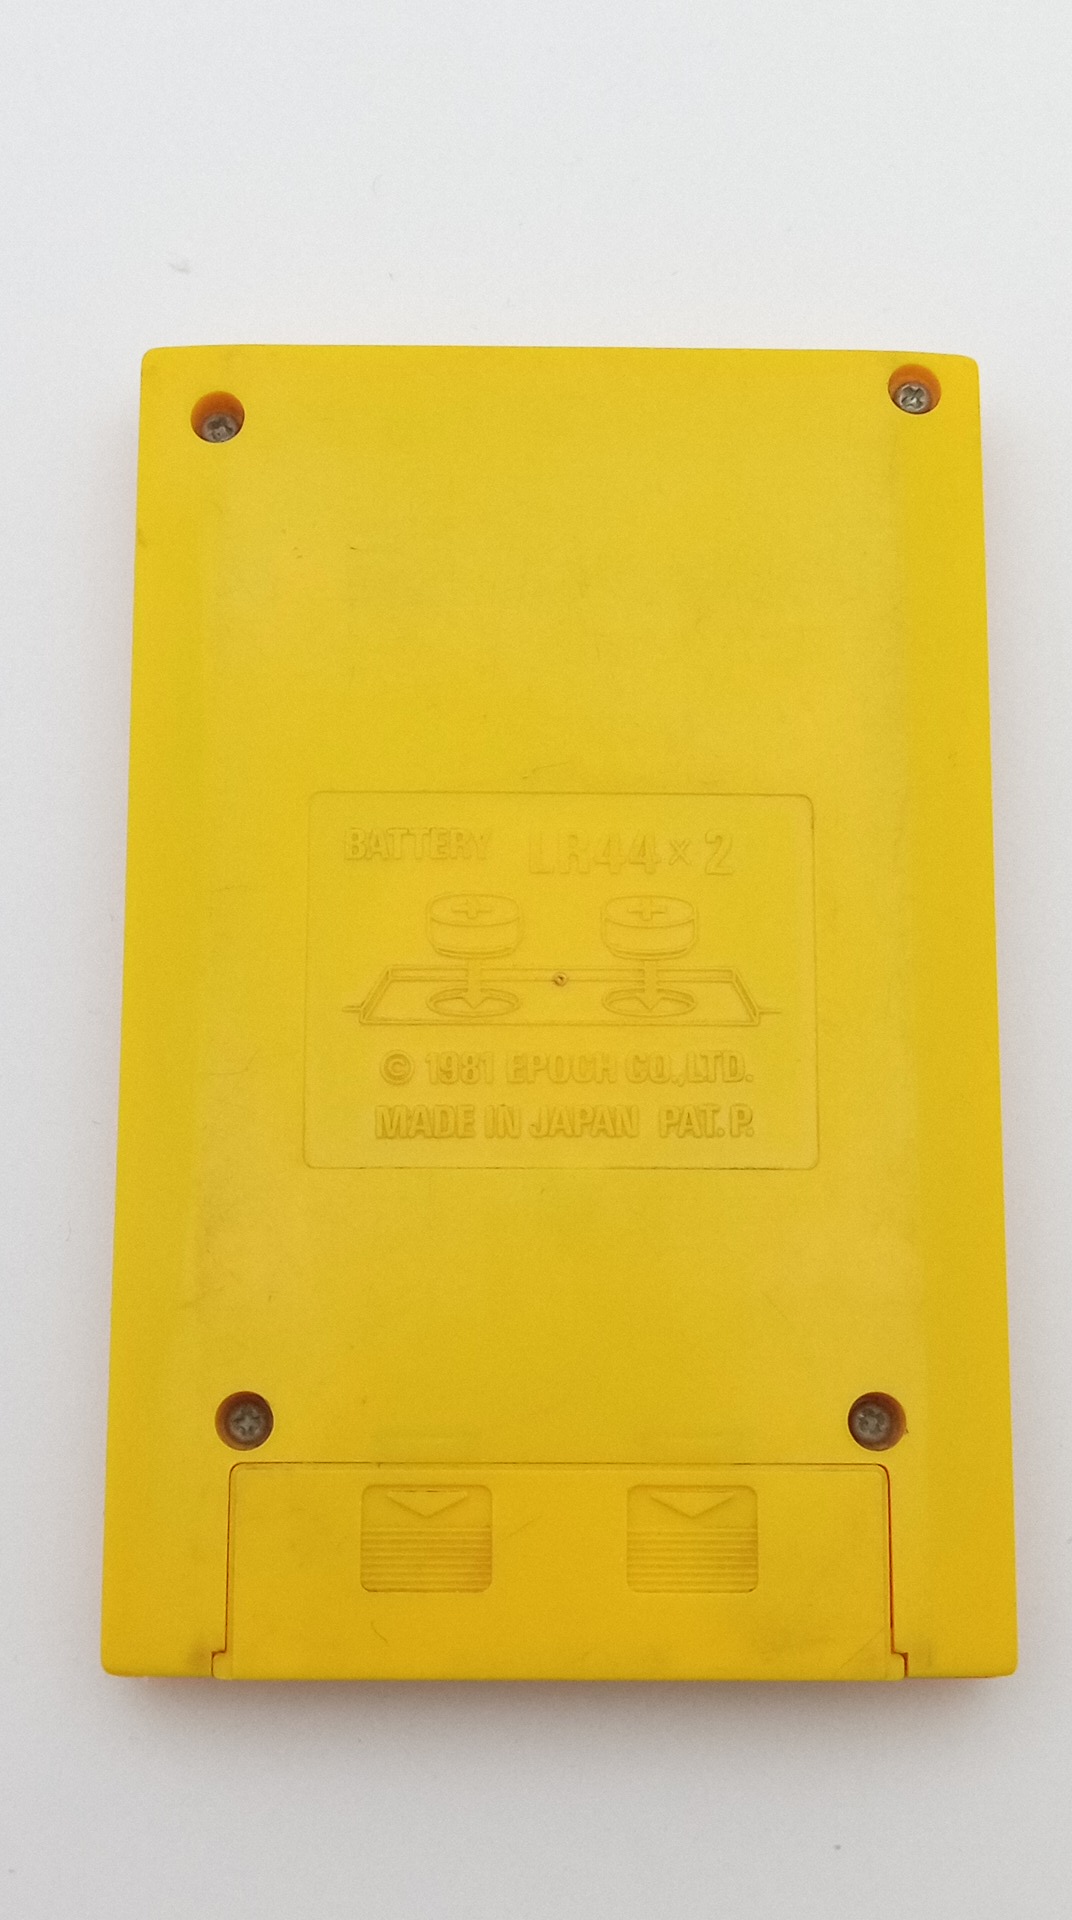 BATTERY LR44×2
© 1981 EPOCH CO.,LTD.
MADE IN JAPAN PAT. P.